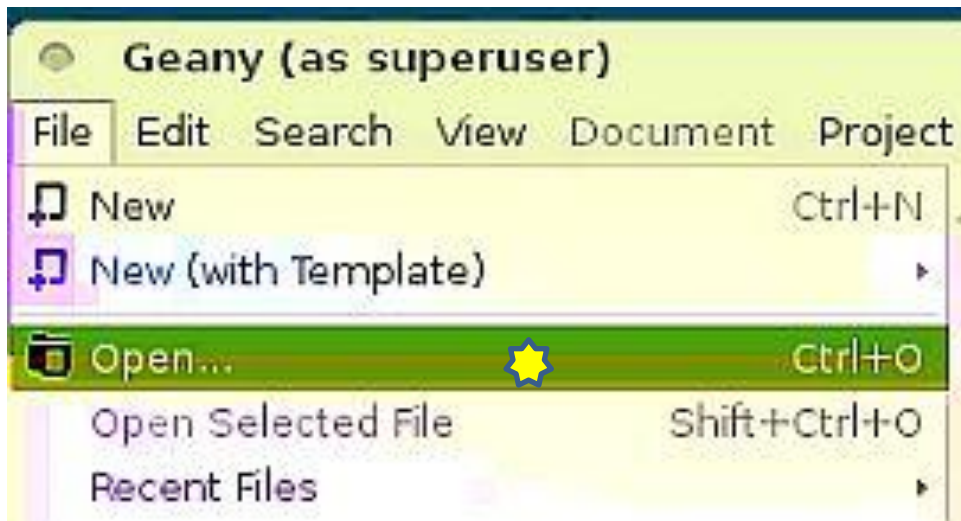 Geany (as superuser)
File Edit Search View Document Project
New Ctrl+N
New (with Template)
Open... Ctrl+O
Open Selected File Shift+Ctrl+O
Recent Files